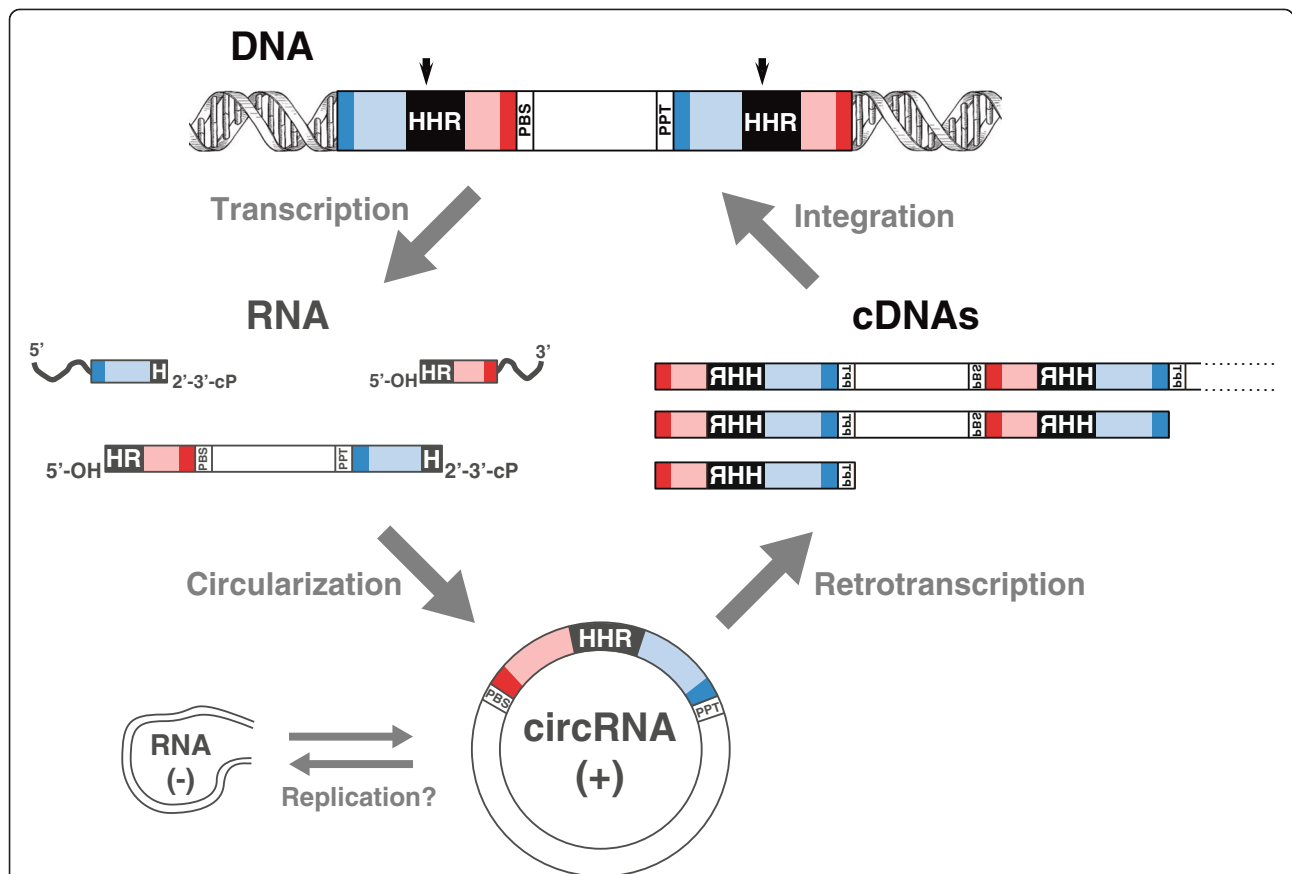 DNA
HHR PBS PPT HHR
Transcription
Integration
RNA
cDNAs
5' H 2'-3'-cP
5'-OH HR 3'
5'-OH HR PBS PPT H 2'-3'-cP
HHR PPT PBS HHR PPT
HHR PPT PBS HHR
HHR PPT
Circularization
Retrotranscription
HHR
PBS
PPT
circRNA
(+)
RNA
(-)
Replication?